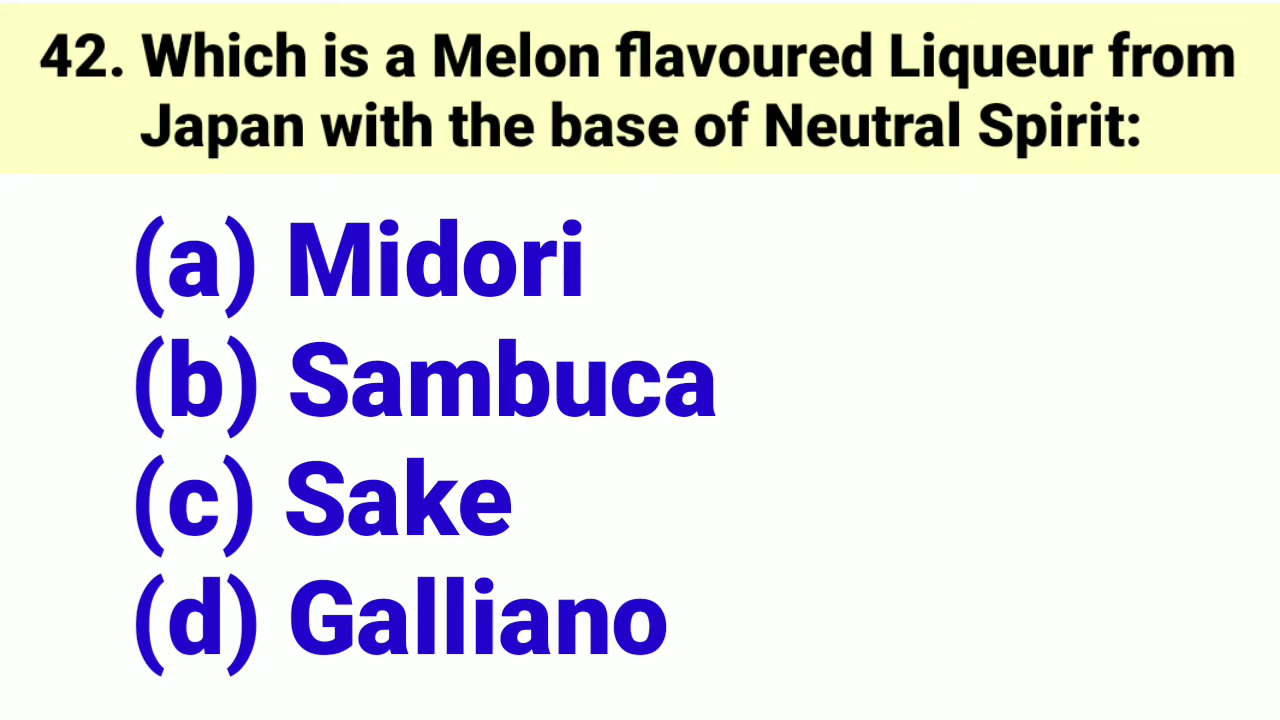 42. Which is a Melon flavoured Liqueur from
Japan with the base of Neutral Spirit:
(a) Midori
(b) Sambuca
(c) Sake
(d) Galliano